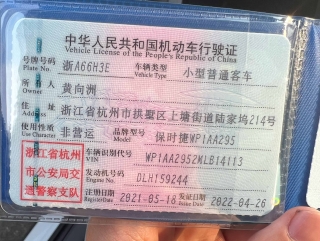 中华人民共和国机动车行驶证
Vehicle License of the People's Republic of China
号牌号码 Plate No. 浙A66H3E 车辆类型 Vehicle Type 小型普通客车
所有人 Owner 黄向洲
住址 Address 浙江省杭州市拱墅区上塘街道陆家坞214号
使用性质 Use Character 非营运 品牌型号 Model 保时捷WP1AA295
浙江省杭州市公安局交通警察支队
车辆识别代号 VIN WP1AA2952MLB14113
发动机号码 Engine No. DLH159244
注册日期 Register Date 2021-05-18 发证日期 Issue Date 2022-04-26